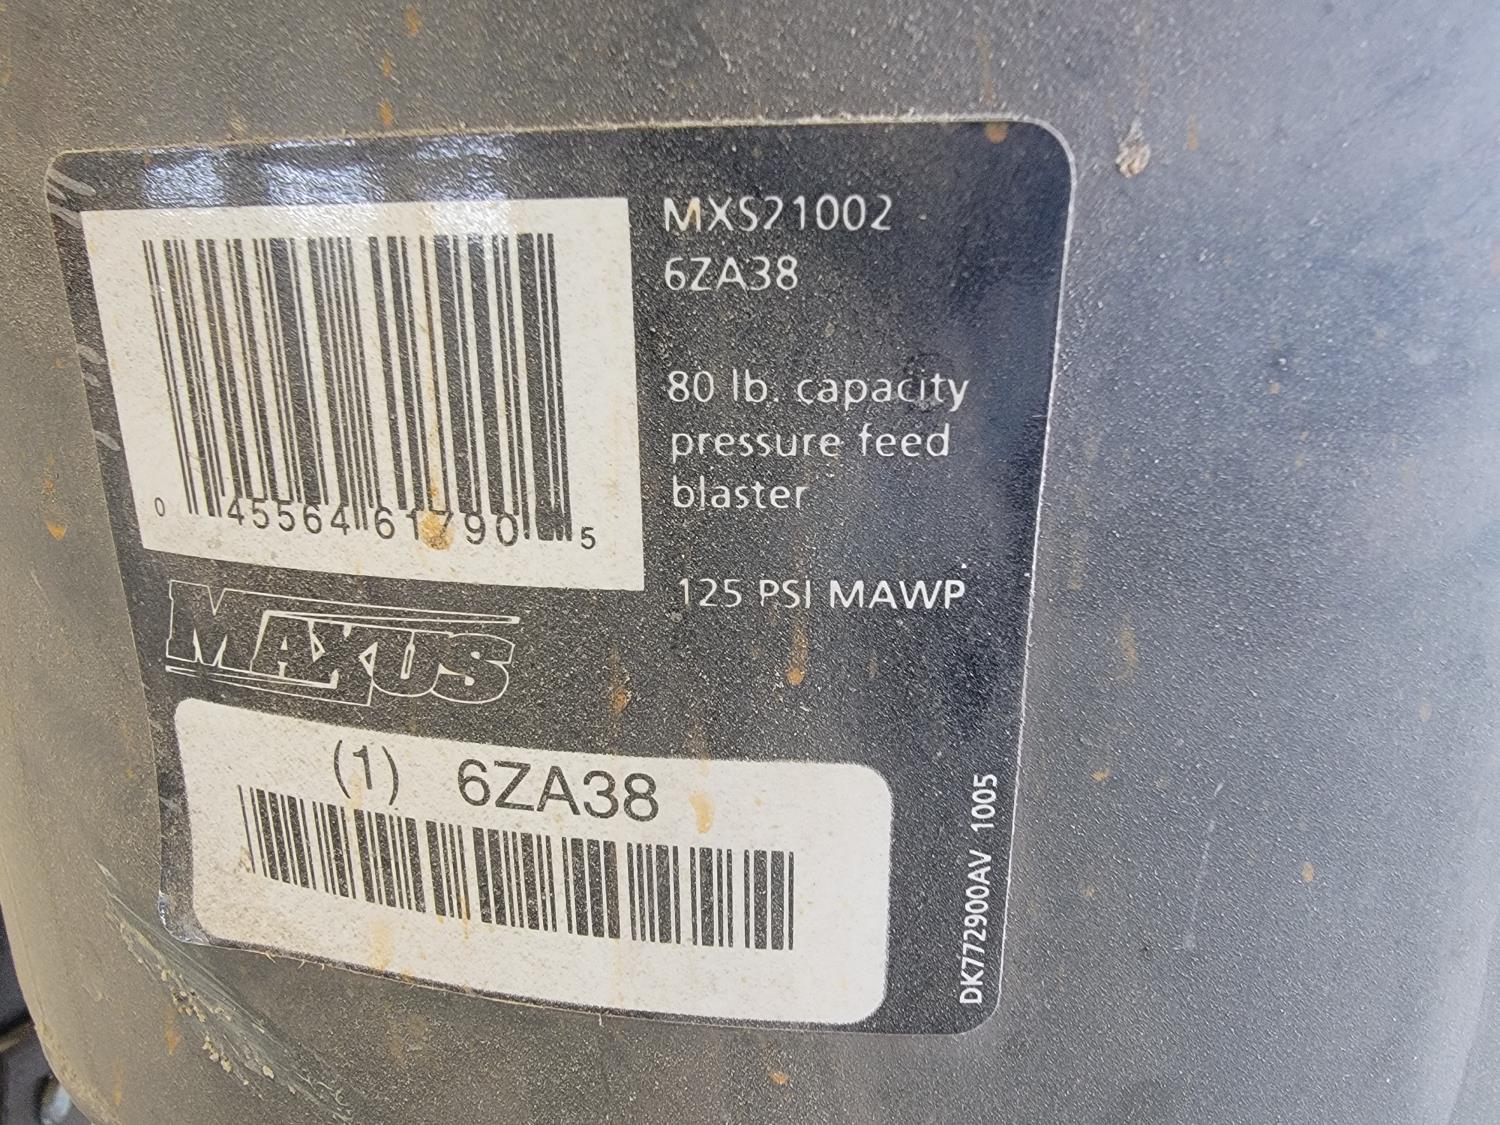 MXS21002
6ZA38
80 lb. capacity
pressure feed
blaster
125 PSI MAWP
0 45564 61790 5
MAXUS
(1) 6ZA38
DK772900AV 1005